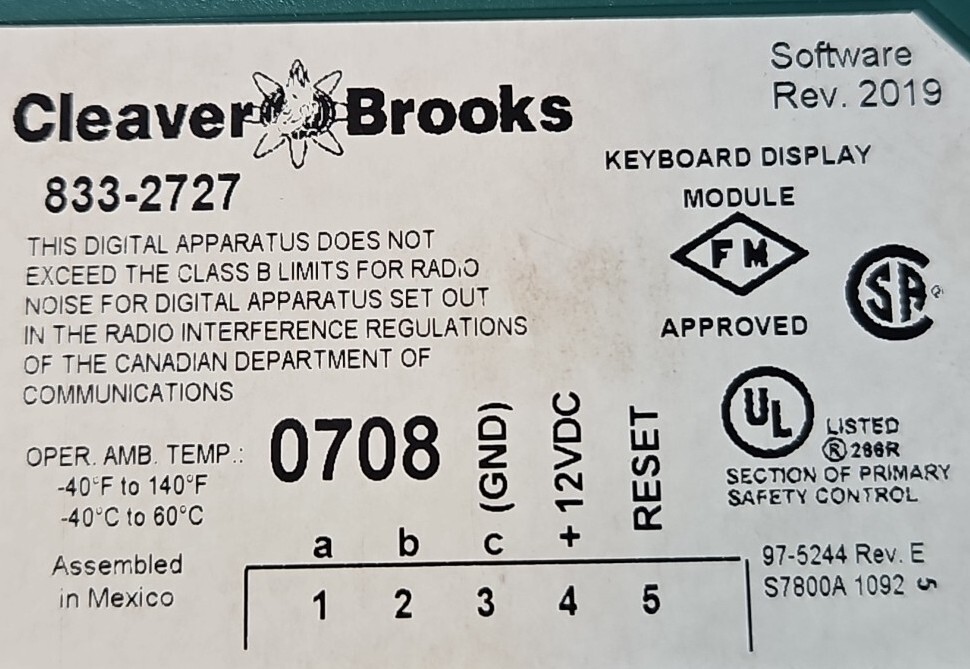 Cleaver Brooks
Software
Rev. 2019
833-2727
KEYBOARD DISPLAY
MODULE
FM
APPROVED
SA
THIS DIGITAL APPARATUS DOES NOT
EXCEED THE CLASS B LIMITS FOR RADIO
NOISE FOR DIGITAL APPARATUS SET OUT
IN THE RADIO INTERFERENCE REGULATIONS
OF THE CANADIAN DEPARTMENT OF
COMMUNICATIONS
UL
LISTED
® 286R
SECTION OF PRIMARY
SAFETY CONTROL
OPER. AMB. TEMP.:
-40°F to 140°F
-40°C to 60°C
0708
(GND)
+12VDC
RESET
a b c
1 2 3 4 5
Assembled
in Mexico
97-5244 Rev. E
S7800A 1092 5